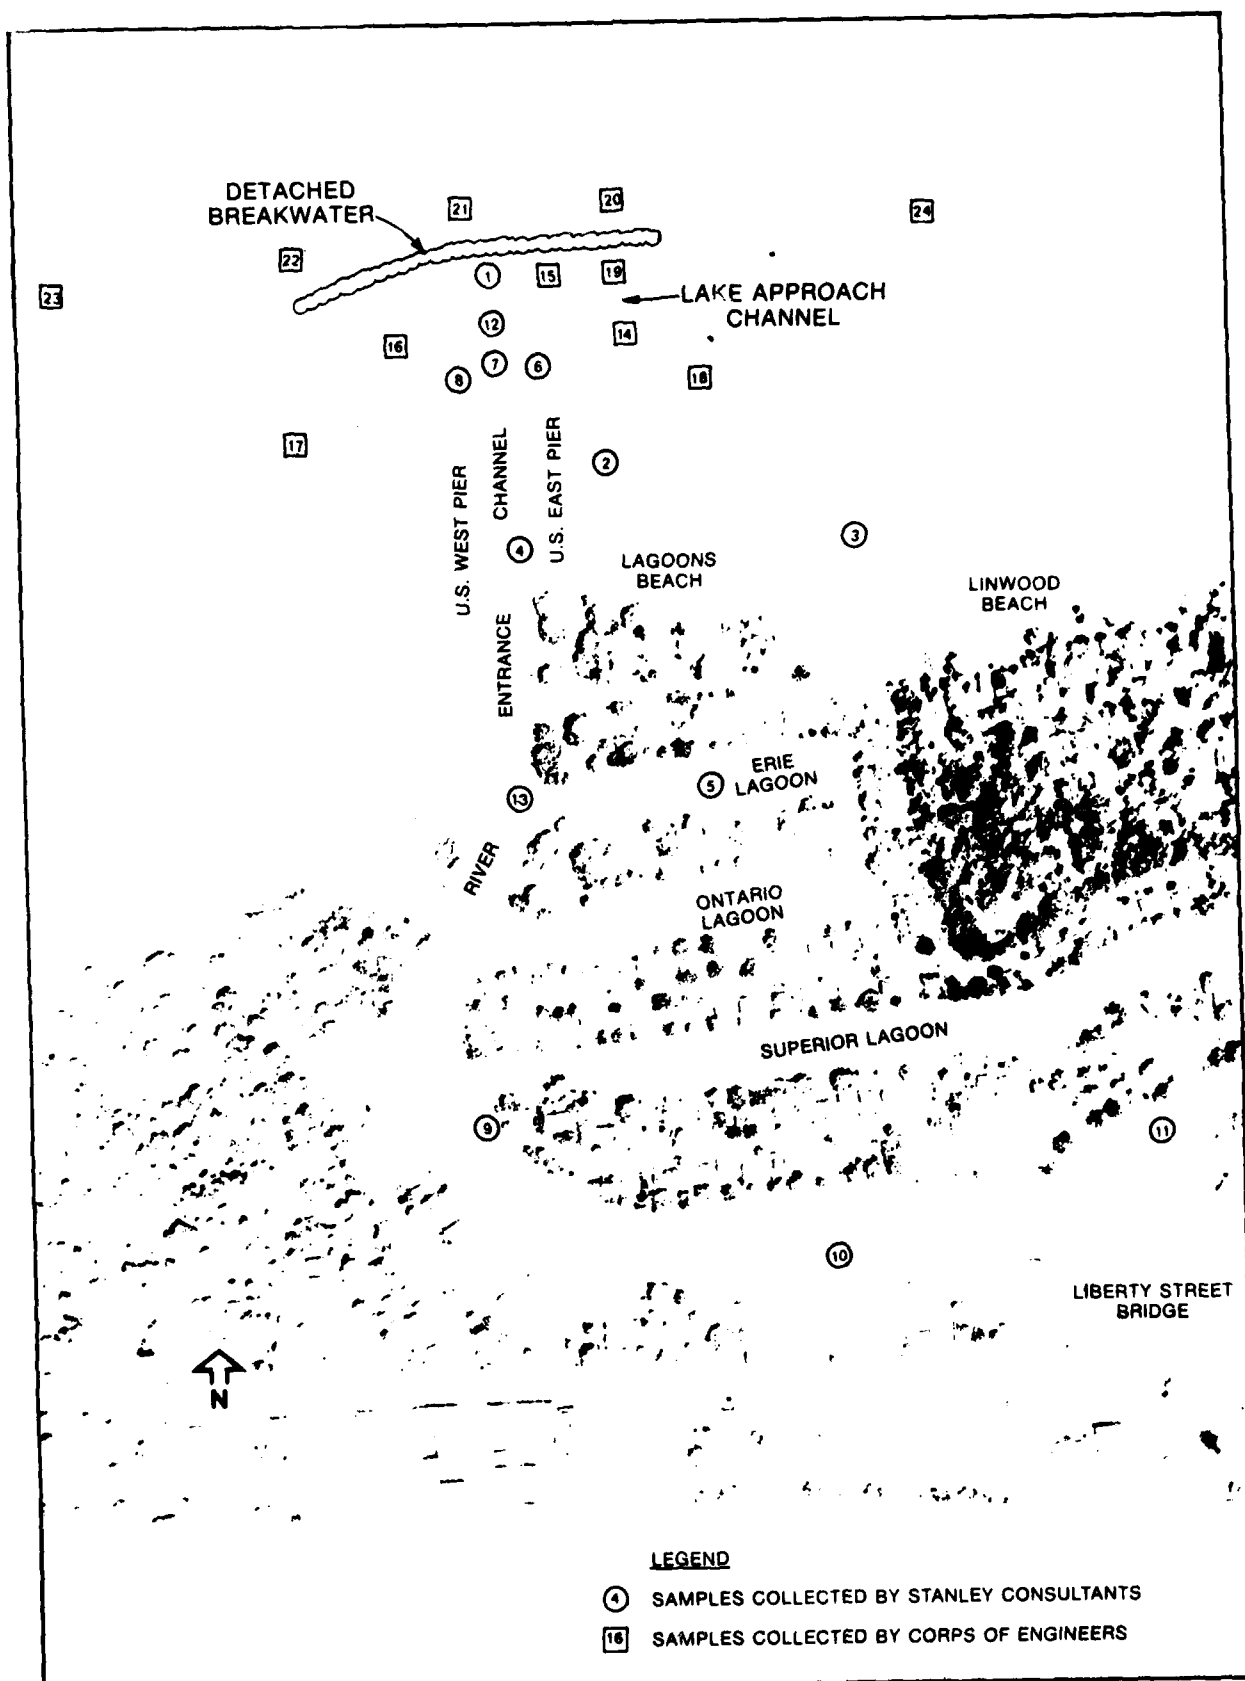 DETACHED
BREAKWATER
21
20
24
22
23
1
15
19
LAKE APPROACH
CHANNEL
12
14
16
7
6
8
18
17
2
U.S. WEST PIER
ENTRANCE CHANNEL
U.S. EAST PIER
4
3
LAGOONS
BEACH
LINWOOD
BEACH
13
5
ERIE
LAGOON
RIVER
ONTARIO
LAGOON
SUPERIOR LAGOON
9
11
10
LIBERTY STREET
BRIDGE
N
LEGEND
4 SAMPLES COLLECTED BY STANLEY CONSULTANTS
16 SAMPLES COLLECTED BY CORPS OF ENGINEERS